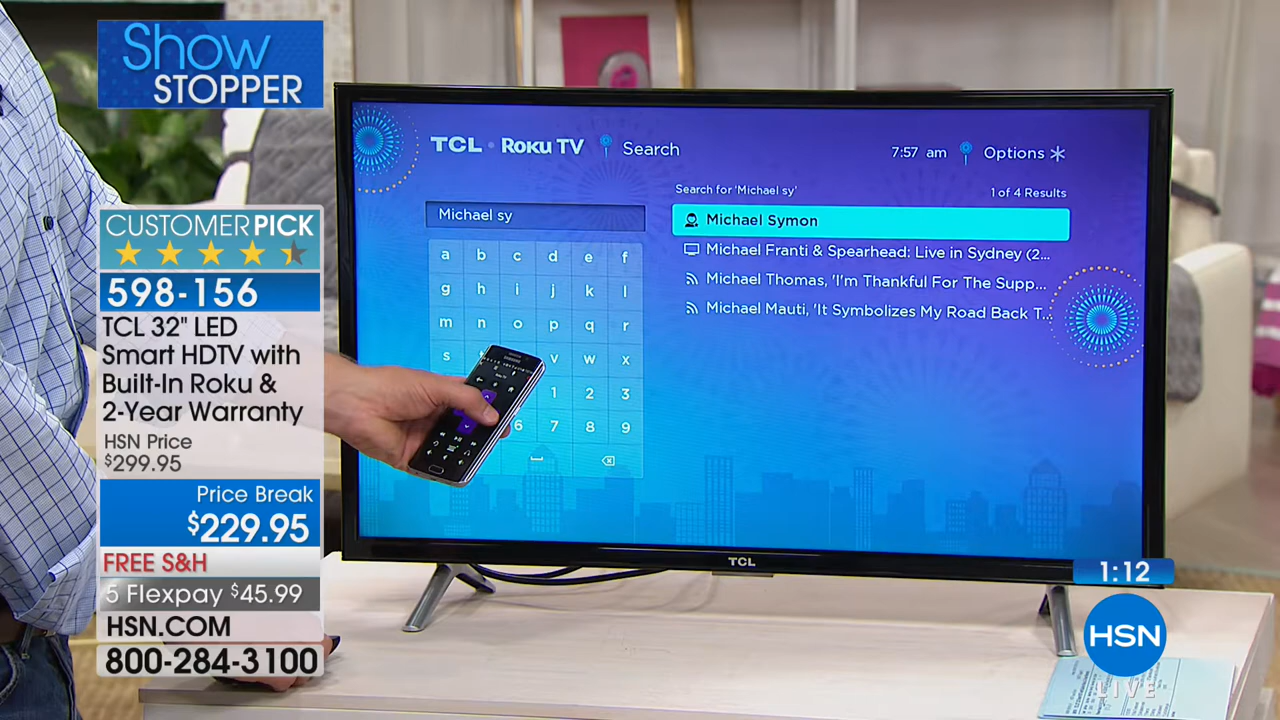 Show
STOPPER
CUSTOMER PICK
598-156
TCL 32" LED
Smart HDTV with
Built-In Roku &
2-Year Warranty
HSN Price
$299.95
Price Break
$229.95
FREE S&H
5 Flexpay $45.99
HSN.COM
800-284-3100
TCL • Roku TV Search
7:57 am Options
Michael sy
a b c d e f
g h i j k l
m n o p q r
s v w x
1 2 3
6 7 8 9
Search for 'Michael sy' 1 of 4 Results
Michael Symon
Michael Franti & Spearhead: Live in Sydney (2...
Michael Thomas, 'I'm Thankful For The Supp...
Michael Mauti, 'It Symbolizes My Road Back T...
TCL
1:12
HSN
LIVE